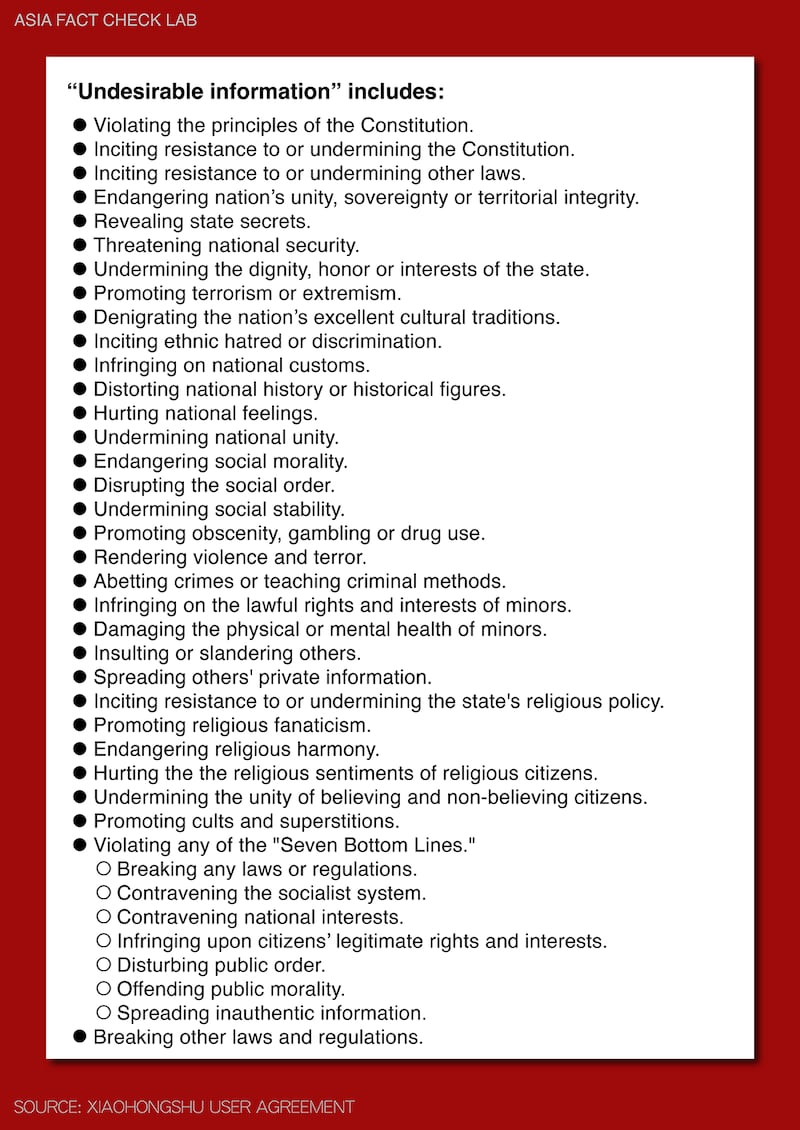 ASIA FACT CHECK LAB
“Undesirable information” includes:
● Violating the principles of the Constitution.
● Inciting resistance to or undermining the Constitution.
● Inciting resistance to or undermining other laws.
● Endangering nation’s unity, sovereignty or territorial integrity.
● Revealing state secrets.
● Threatening national security.
● Undermining the dignity, honor or interests of the state.
● Promoting terrorism or extremism.
● Denigrating the nation’s excellent cultural traditions.
● Inciting ethnic hatred or discrimination.
● Infringing on national customs.
● Distorting national history or historical figures.
● Hurting national feelings.
● Undermining national unity.
● Endangering social morality.
● Disrupting the social order.
● Undermining social stability.
● Promoting obscenity, gambling or drug use.
● Rendering violence and terror.
● Abetting crimes or teaching criminal methods.
● Infringing on the lawful rights and interests of minors.
● Damaging the physical or mental health of minors.
● Insulting or slandering others.
● Spreading others' private information.
● Inciting resistance to or undermining the state's religious policy.
● Promoting religious fanaticism.
● Endangering religious harmony.
● Hurting the the religious sentiments of religious citizens.
● Undermining the unity of believing and non-believing citizens.
● Promoting cults and superstitions.
● Violating any of the "Seven Bottom Lines."
○ Breaking any laws or regulations.
○ Contravening the socialist system.
○ Contravening national interests.
○ Infringing upon citizens’ legitimate rights and interests.
○ Disturbing public order.
○ Offending public morality.
○ Spreading inauthentic information.
● Breaking other laws and regulations.
SOURCE: XIAOHONGSHU USER AGREEMENT